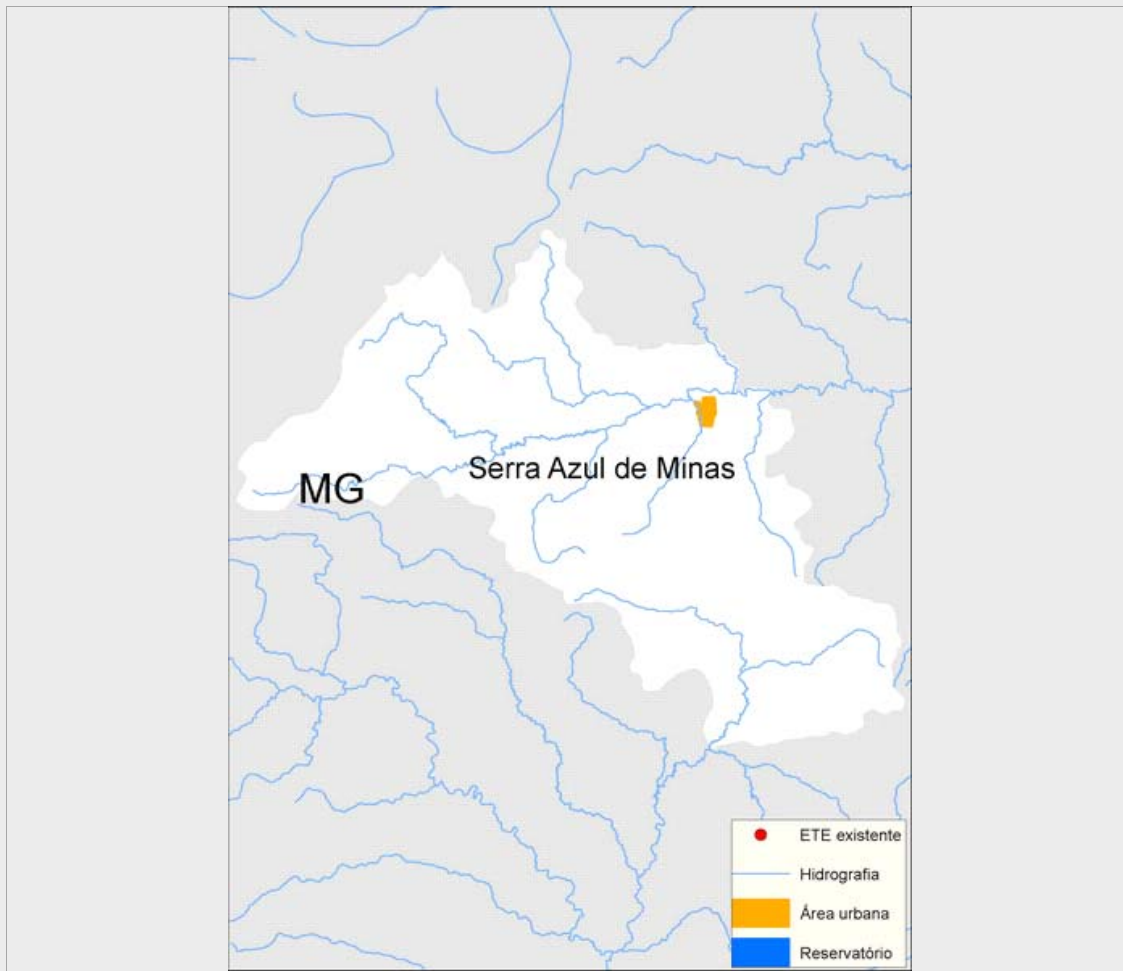 Serra Azul de Minas
MG
ETE existente
Hidrografia
Área urbana
Reservatório